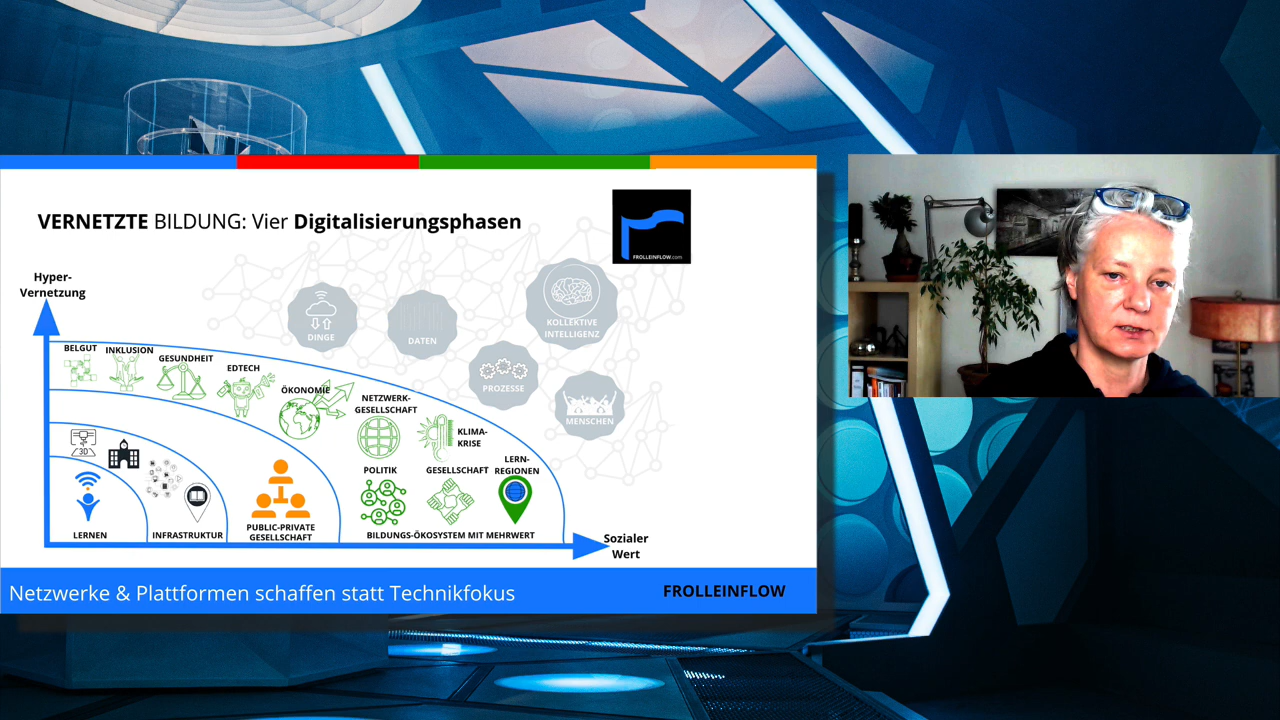 VERNETZTE BILDUNG: Vier Digitalisierungsphasen
FROLLEINFLOW.com
Hyper-
Vernetzung
DINGE
DATEN
KOLLEKTIVE
INTELLIGENZ
PROZESSE
MENSCHEN
BELGUT
INKLUSION
GESUNDHEIT
EDTECH
ÖKONOMIE
NETZWERK-
GESELLSCHAFT
KLIMA-
KRISE
POLITIK
GESELLSCHAFT
LERN-
REGIONEN
3D
LERNEN
INFRASTRUKTUR
PUBLIC-PRIVATE
GESELLSCHAFT
BILDUNGS-ÖKOSYSTEM MIT MEHRWERT
Sozialer
Wert
Netzwerke & Plattformen schaffen statt Technikfokus
FROLLEINFLOW